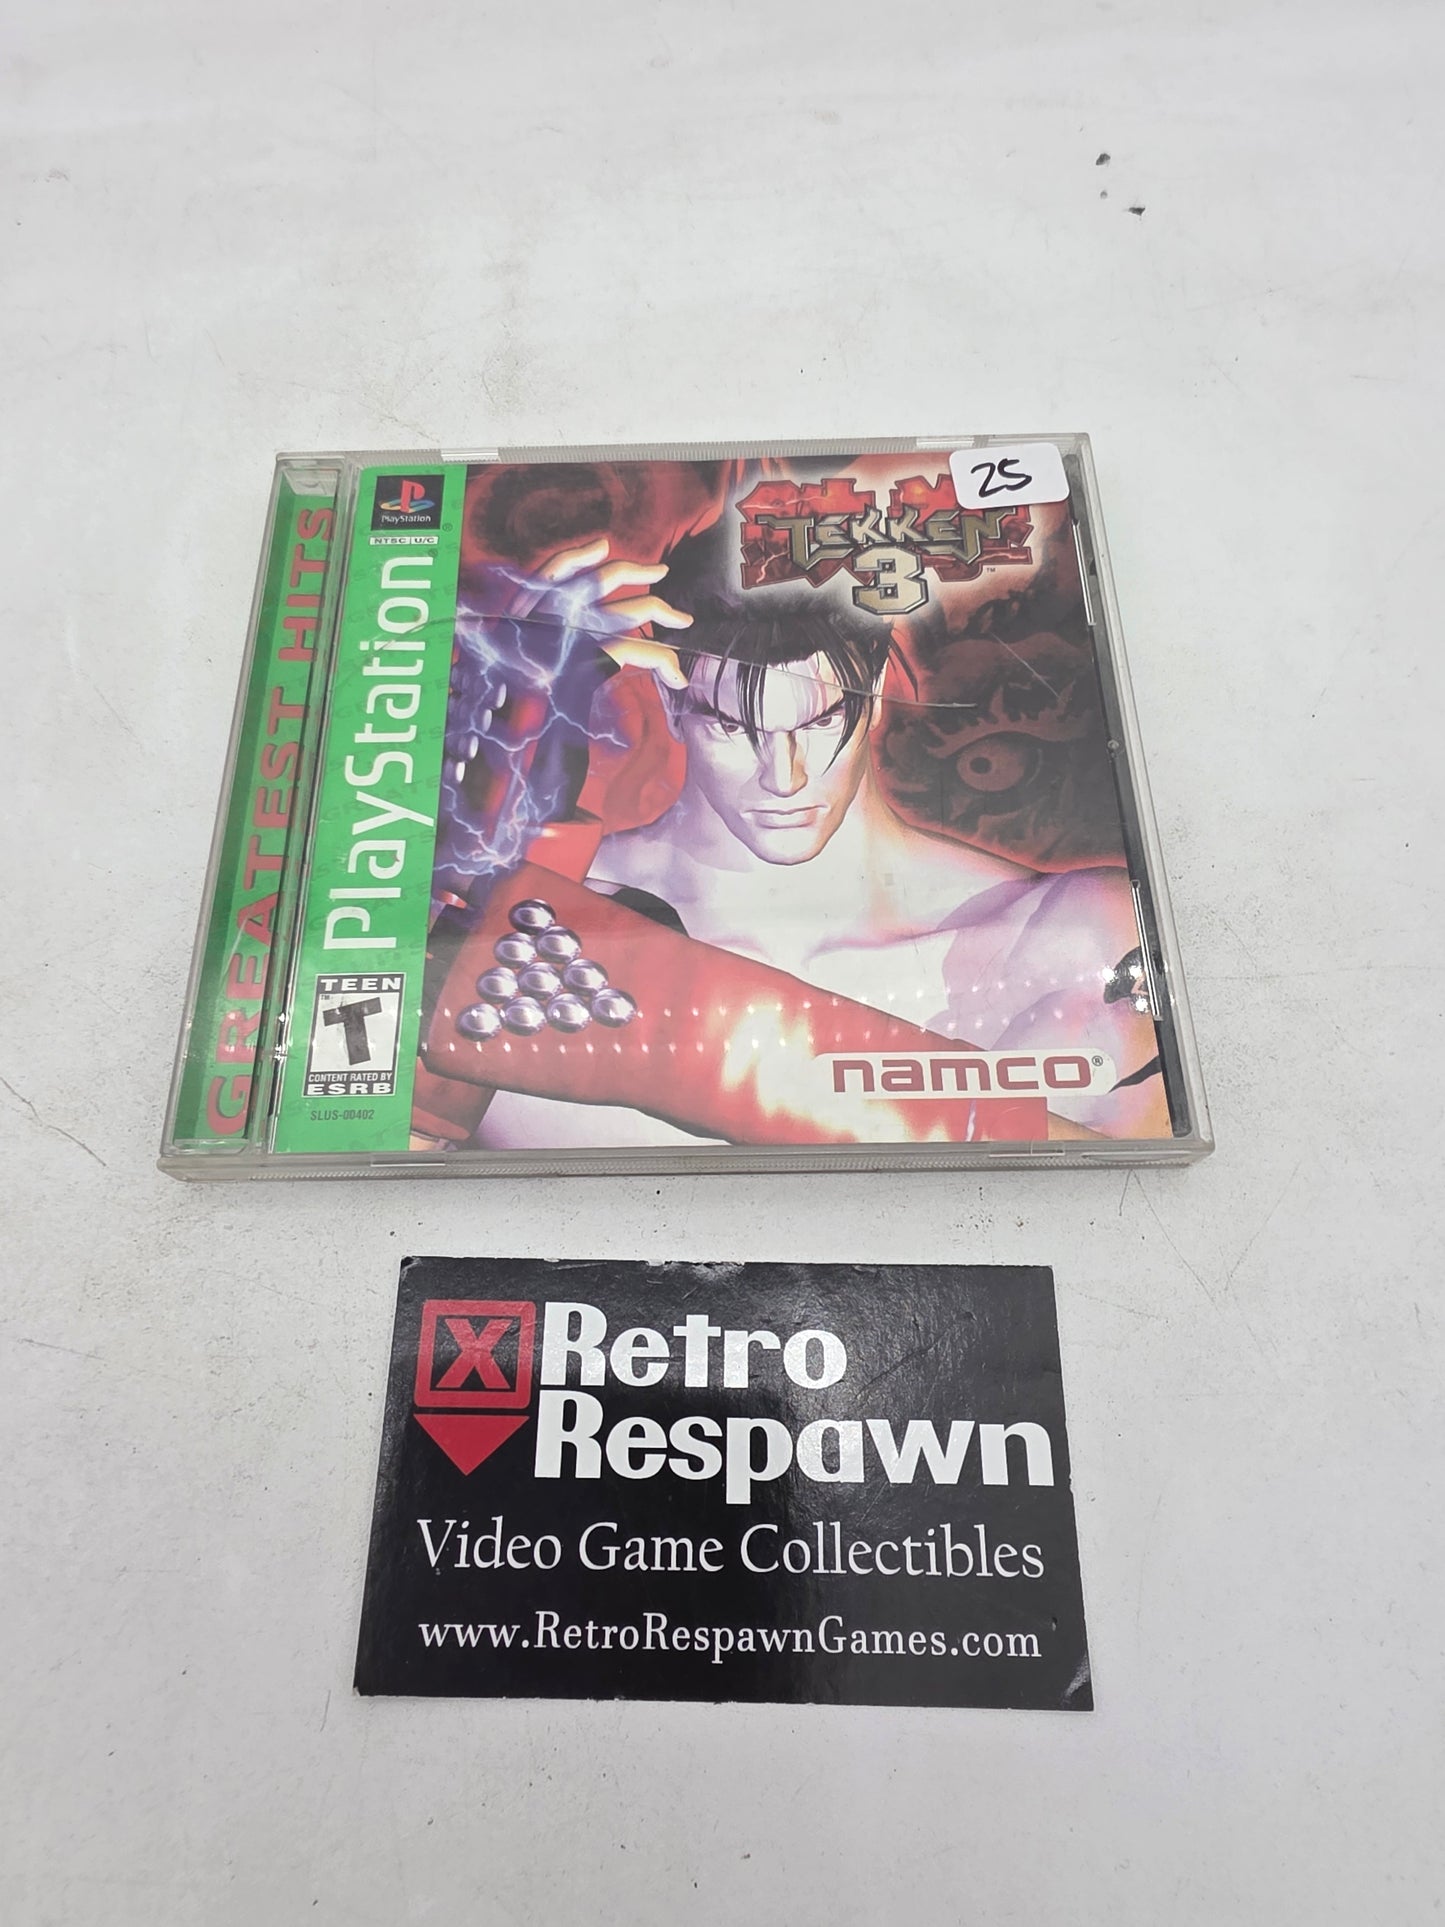 GREATEST HITS
PlayStation
NTSC U/C
PlayStation
TEEN
T
CONTENT RATED BY
ESRB
SLUS-00402
25
TEKKEN
3
™
namco®
X
Retro
Respawn
Video Game Collectibles
www.RetroRespawnGames.com